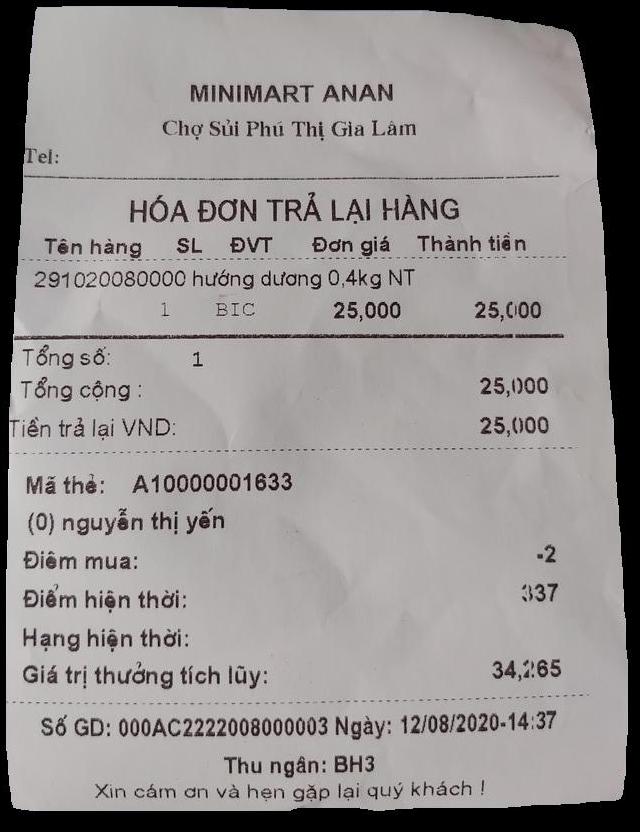 MINIMART ANAN
Chợ Sủi Phú Thị Gia Lâm
Tel:
HÓA ĐƠN TRẢ LẠI HÀNG
Tên hàng SL ĐVT Đơn giá Thành tiền
291020080000 hướng dương 0,4kg NT
1 BIC 25,000 25,000
Tổng số: 1
Tổng cộng : 25,000
Tiền trả lại VND: 25,000
Mã thẻ: A10000001633
(0) nguyễn thị yến
Điểm mua: -2
Điểm hiện thời: 337
Hạng hiện thời:
Giá trị thưởng tích lũy: 34,265
Số GD: 000AC2222008000003 Ngày: 12/08/2020-14:37
Thu ngân: BH3
Xin cám ơn và hẹn gặp lại quý khách !